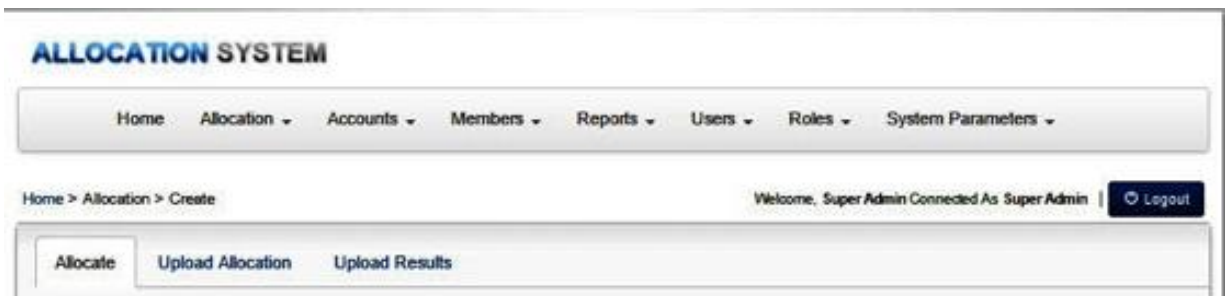 ALLOCATION SYSTEM
Home Allocation Accounts Members Reports Users Roles System Parameters
Home > Allocation > Create Welcome, Super Admin Connected As Super Admin | Logout
Allocate Upload Allocation Upload Results